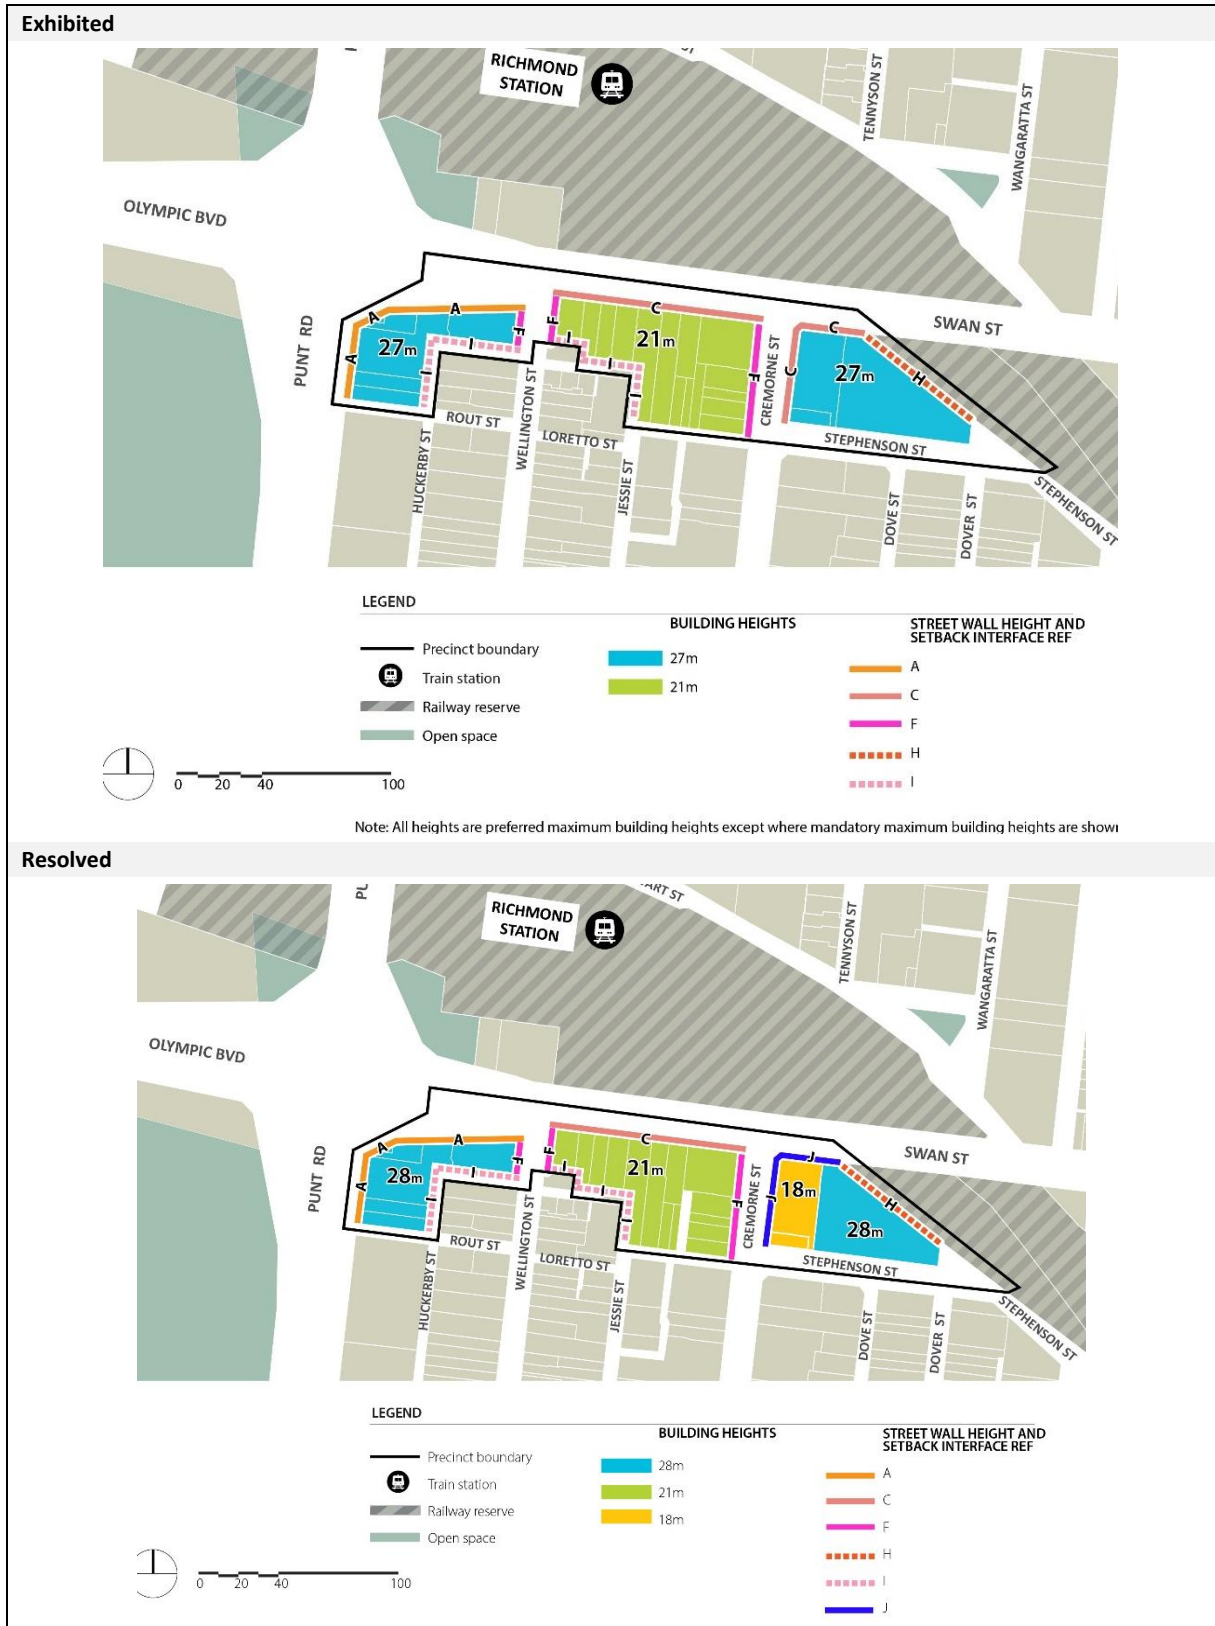 Exhibited
RICHMOND
STATION
TENNYSON ST
WANGARATTA ST
OLYMPIC BVD
PUNT RD
SWAN ST
A
A
A
27m
I
I
F
F
I
I
I
C
21m
F
CREMORNE ST
C
C
27m
H
ROUT ST
WELLINGTON ST
LORETTO ST
STEPHENSON ST
HUCKERBY ST
JESSIE ST
DOVE ST
DOVER ST
STEPHENSON ST
LEGEND
Precinct boundary
Train station
Railway reserve
Open space
BUILDING HEIGHTS
27m
21m
STREET WALL HEIGHT AND
SETBACK INTERFACE REF
A
C
F
H
I
0 20 40 100
Note: All heights are preferred maximum building heights except where mandatory maximum building heights are shown
Resolved
PU
ART ST
RICHMOND
STATION
TENNYSON ST
WANGARATTA ST
OLYMPIC BVD
PUNT RD
SWAN ST
A
A
A
28m
I
I
F
F
I
I
I
C
21m
F
CREMORNE ST
J
J
18m
28m
H
ROUT ST
WELLINGTON ST
LORETTO ST
STEPHENSON ST
HUCKERBY ST
JESSIE ST
DOVE ST
DOVER ST
STEPHENSON ST
LEGEND
Precinct boundary
Train station
Railway reserve
Open space
BUILDING HEIGHTS
28m
21m
18m
STREET WALL HEIGHT AND
SETBACK INTERFACE REF
A
C
F
H
I
J
0 20 40 100